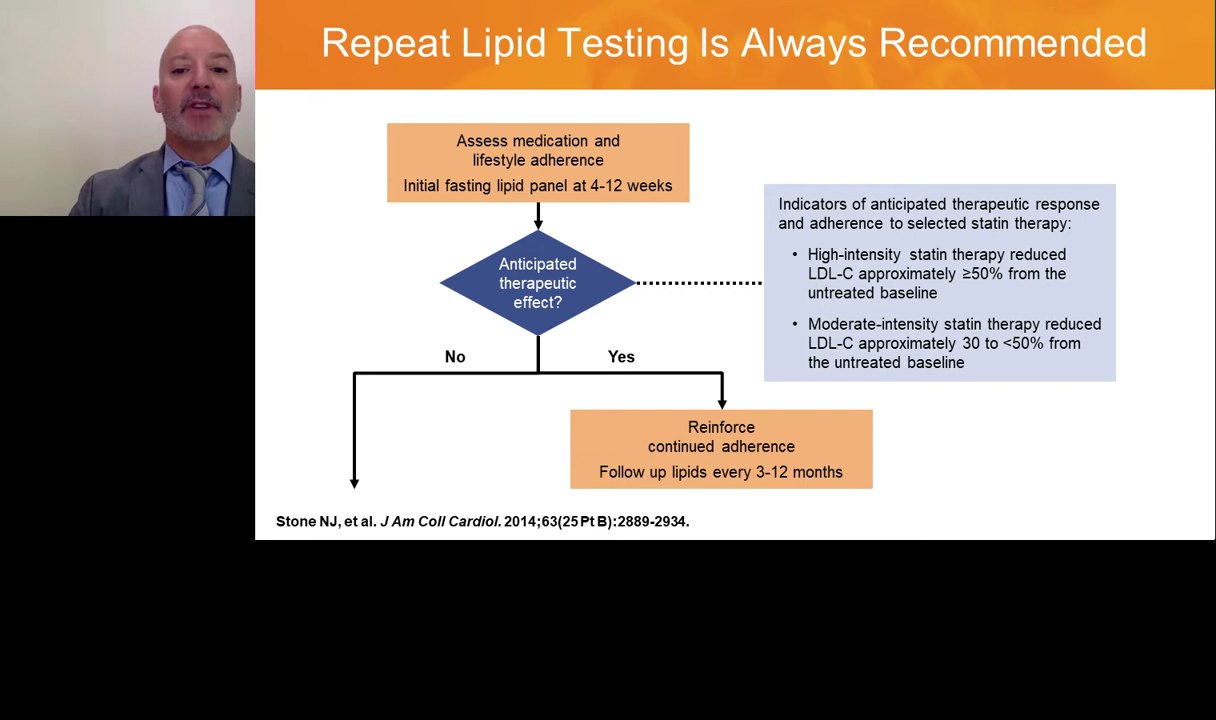 Repeat Lipid Testing Is Always Recommended
Assess medication and
lifestyle adherence
Initial fasting lipid panel at 4-12 weeks
Anticipated
therapeutic
effect?
Indicators of anticipated therapeutic response
and adherence to selected statin therapy:
• High-intensity statin therapy reduced
LDL-C approximately ≥50% from the
untreated baseline
• Moderate-intensity statin therapy reduced
LDL-C approximately 30 to <50% from
the untreated baseline
No
Yes
Reinforce
continued adherence
Follow up lipids every 3-12 months
Stone NJ, et al. J Am Coll Cardiol. 2014;63(25 Pt B):2889-2934.